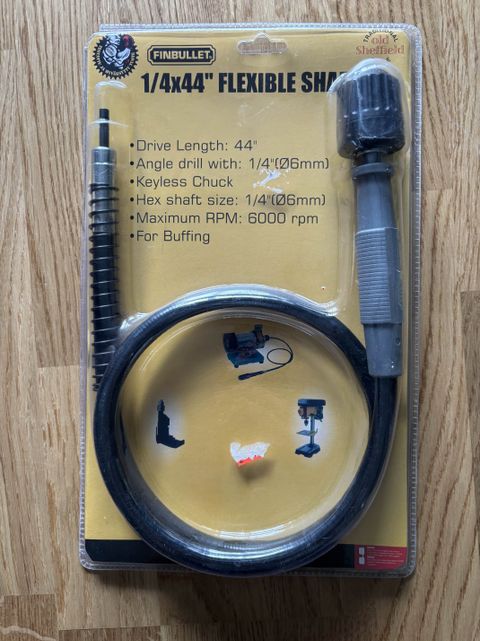 FINBULLET.
TRADITIONAL
old
Sheffield
1/4x44" FLEXIBLE SHA
•Drive Length: 44"
•Angle drill with: 1/4"(Ø6mm)
•Keyless Chuck
•Hex shaft size: 1/4"(Ø6mm)
•Maximum RPM: 6000 rpm
•For Buffing